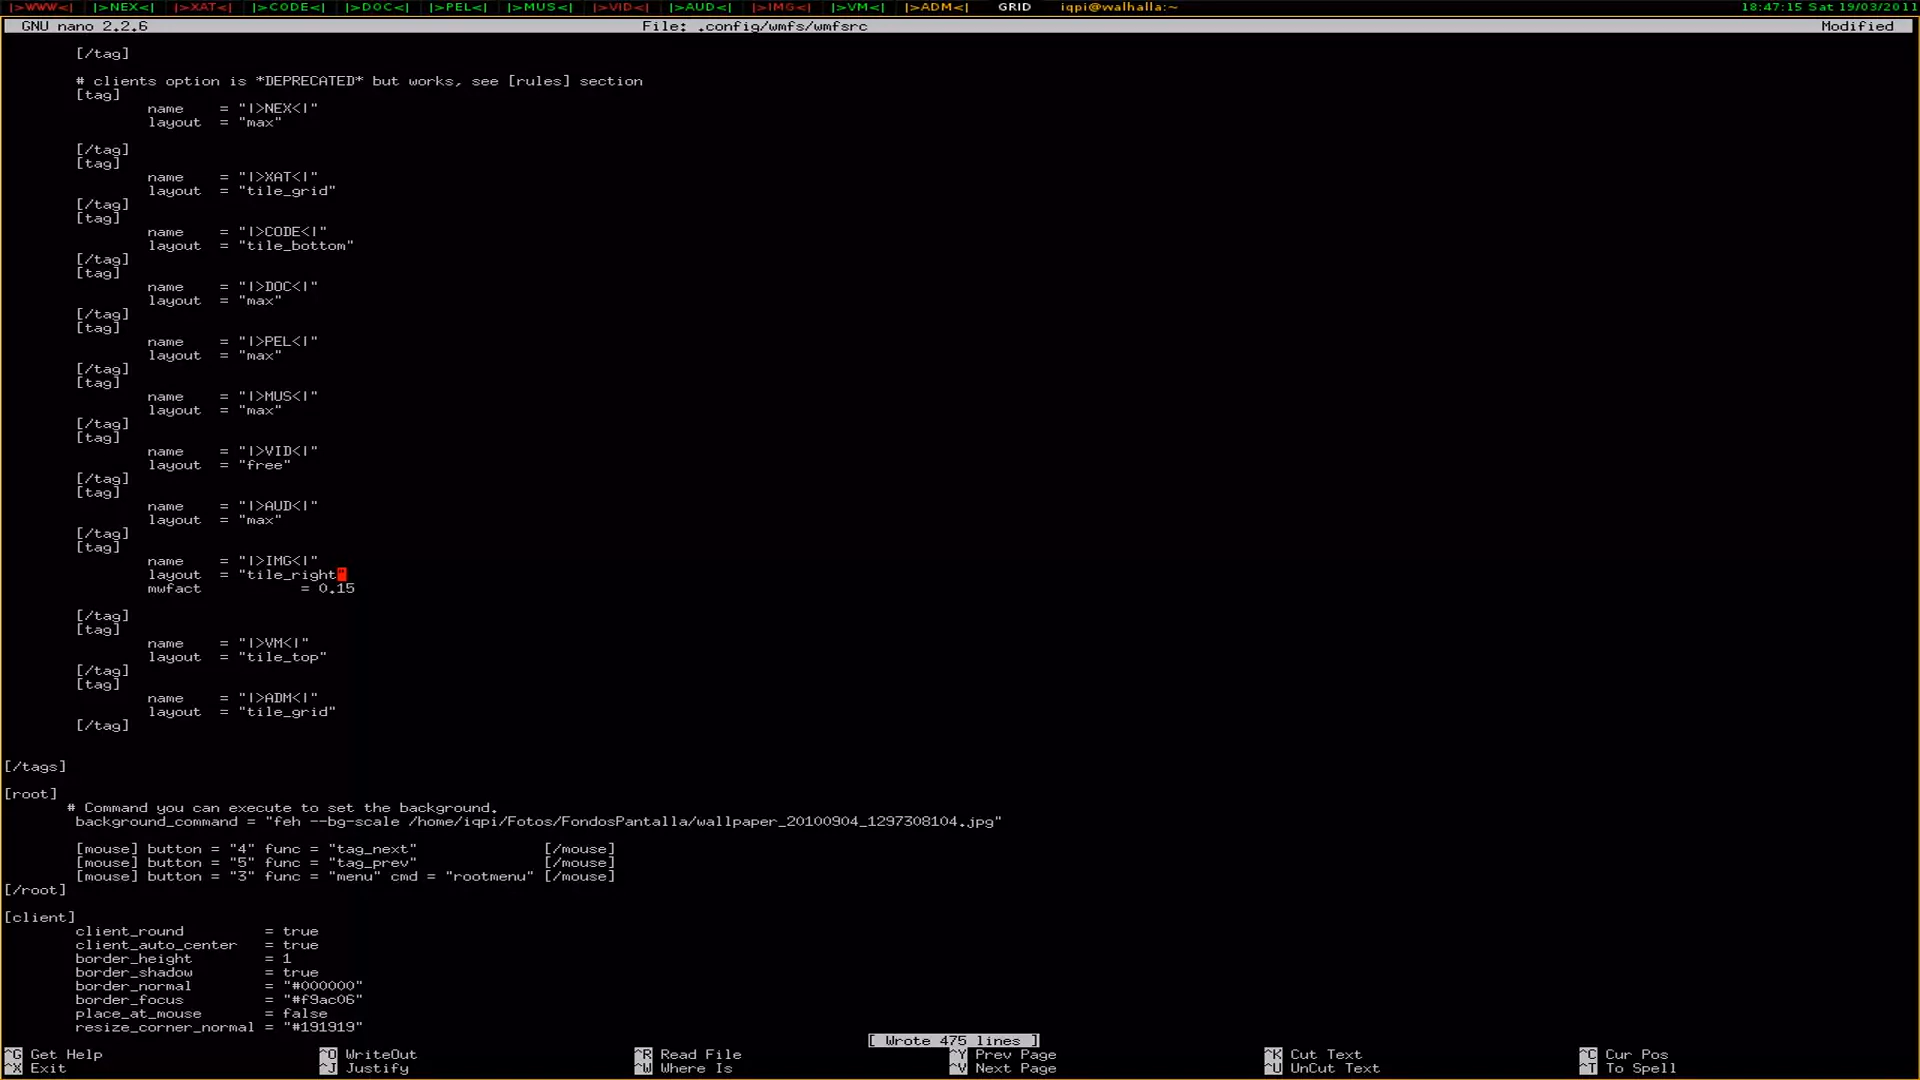 |>WWW<| |>NEX<| |>XAT<| |>CODE<| |>DOC<| |>PEL<| |>MUS<| |>VID<| |>AUD<| |>IMG<| |>VM<| |>ADM<| GRID iqpi@walhalla:~ 18:47:15 Sat 19/03/2011
GNU nano 2.2.6 File: .config/wmfs/wmfsrc Modified
[/tag]
# clients option is *DEPRECATED* but works, see [rules] section
[tag]
name = "|>NEX<|"
layout = "max"
[/tag]
[tag]
name = "|>XAT<|"
layout = "tile_grid"
[/tag]
[tag]
name = "|>CODE<|"
layout = "tile_bottom"
[/tag]
[tag]
name = "|>DOC<|"
layout = "max"
[/tag]
[tag]
name = "|>PEL<|"
layout = "max"
[/tag]
[tag]
name = "|>MUS<|"
layout = "max"
[/tag]
[tag]
name = "|>VID<|"
layout = "free"
[/tag]
[tag]
name = "|>AUD<|"
layout = "max"
[/tag]
[tag]
name = "|>IMG<|"
layout = "tile_right"
mwfact = 0.15
[/tag]
[tag]
name = "|>VM<|"
layout = "tile_top"
[/tag]
[tag]
name = "|>ADM<|"
layout = "tile_grid"
[/tag]
[/tags]
[root]
# Command you can execute to set the background.
background_command = "feh --bg-scale /home/iqpi/Fotos/FondosPantalla/wallpaper_20100904_1297308104.jpg"
[mouse] button = "4" func = "tag_next" [/mouse]
[mouse] button = "5" func = "tag_prev" [/mouse]
[mouse] button = "3" func = "menu" cmd = "rootmenu" [/mouse]
[/root]
[client]
client_round = true
client_auto_center = true
border_height = 1
border_shadow = true
border_normal = "#000000"
border_focus = "#f9ac06"
place_at_mouse = false
resize_corner_normal = "#191919"
[ Wrote 475 lines ]
^G Get Help ^O WriteOut ^R Read File ^Y Prev Page ^K Cut Text ^C Cur Pos
^X Exit ^J Justify ^W Where Is ^V Next Page ^U UnCut Text ^T To Spell